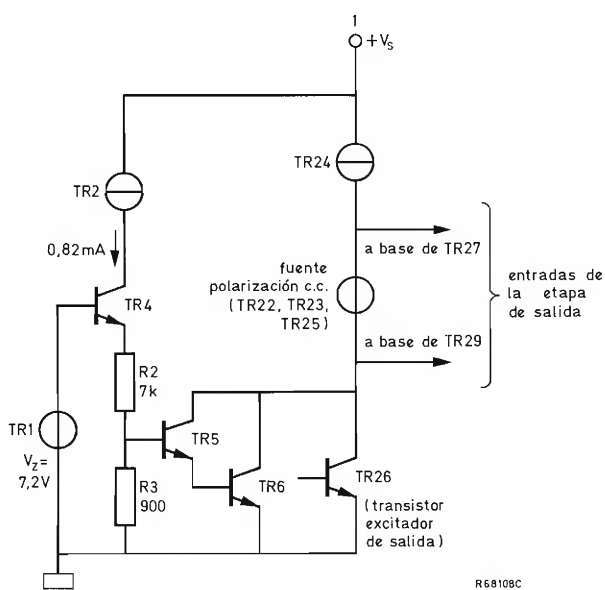 1
+VS
TR24
TR2
0,82mA
a base de TR27
fuente
polarización c.c.
(TR22, TR23,
TR25)
entradas de
la etapa
de salida
TR4
a base de TR29
R2
7k
TR1
VZ=
7,2V
TR5
R3
900
TR6
TR26
(transistor
excitador
de salida)
R68108C